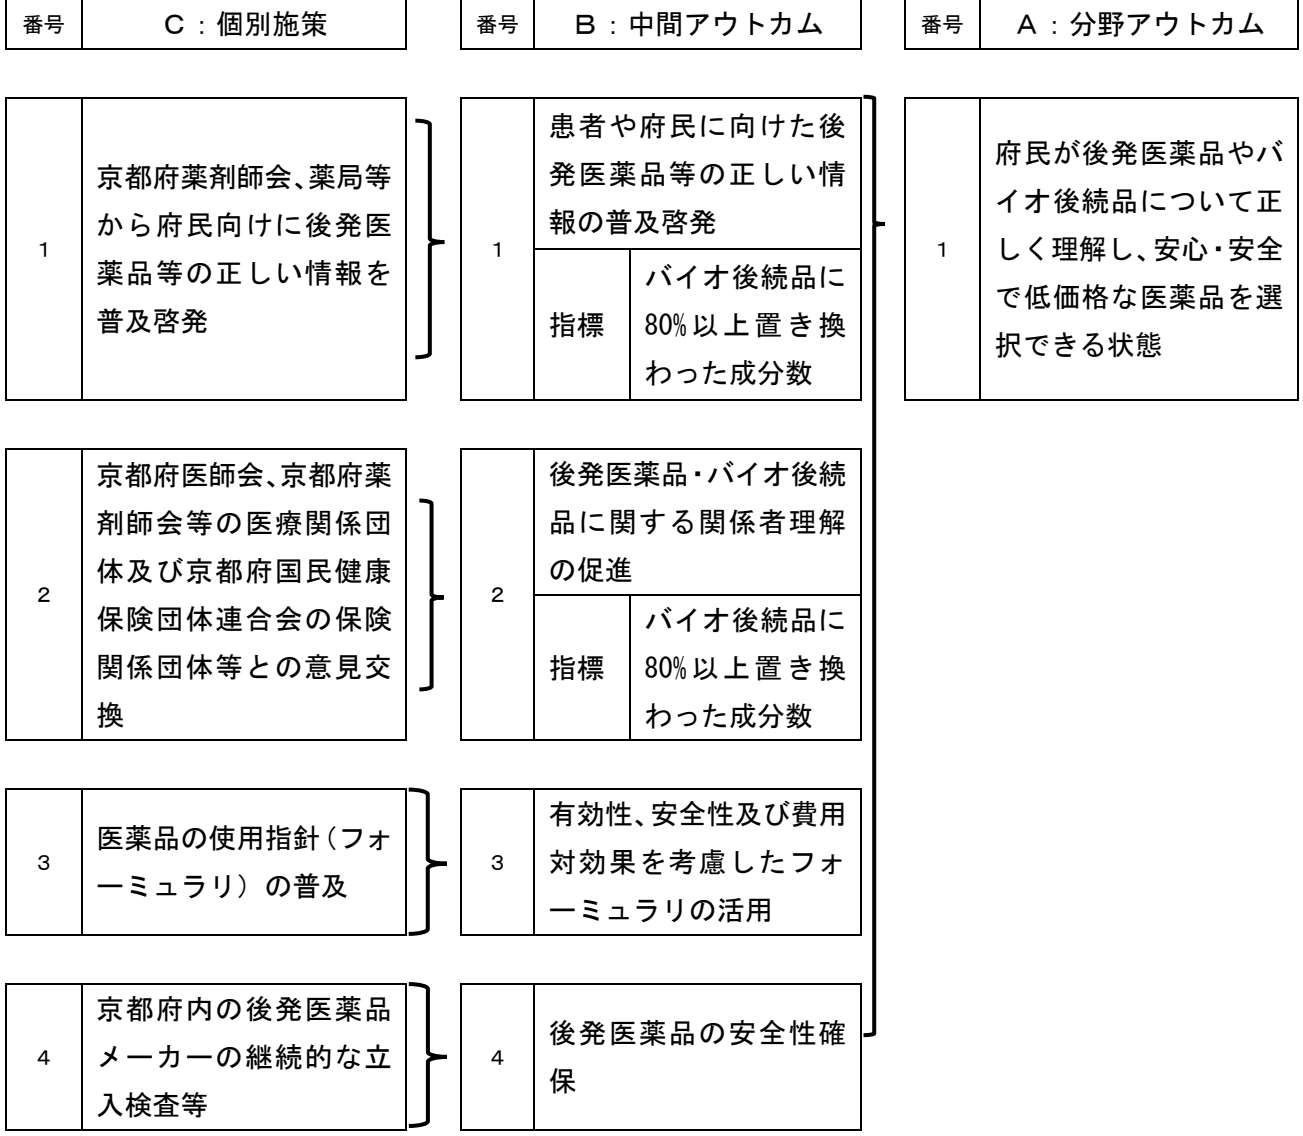 番号
C：個別施策
番号
B：中間アウトカム
番号
A：分野アウトカム
1
京都府薬剤師会、薬局等
から府民向けに後発医
薬品等の正しい情報を
普及啓発
1
患者や府民に向けた後
発医薬品等の正しい情
報の普及啓発
指標
バイオ後続品に
80%以上置き換
わった成分数
1
府民が後発医薬品やバ
イオ後続品について正
しく理解し、安心・安全
で低価格な医薬品を選
択できる状態
2
京都府医師会、京都府薬
剤師会等の医療関係団
体及び京都府国民健康
保険団体連合会の保険
関係団体等との意見交
換
2
後発医薬品・バイオ後続
品に関する関係者理解
の促進
指標
バイオ後続品に
80%以上置き換
わった成分数
3
医薬品の使用指針（フォ
ーミュラリ）の普及
3
有効性、安全性及び費用
対効果を考慮したフォ
ーミュラリの活用
4
京都府内の後発医薬品
メーカーの継続的な立
入検査等
4
後発医薬品の安全性確
保